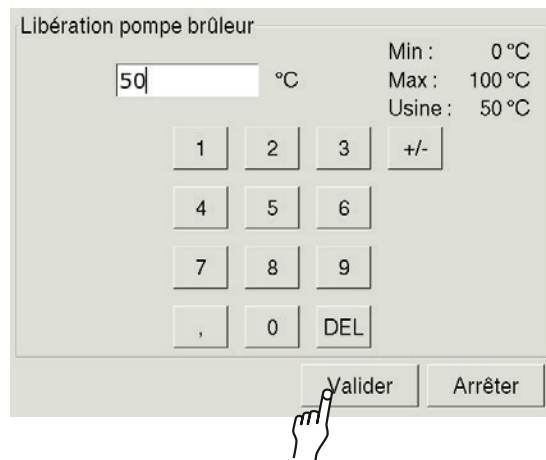 Libération pompe brûleur
Min : 0 °C
50 °C
Max : 100 °C
Usine : 50 °C
1 2 3 +/-
4 5 6
7 8 9
, 0 DEL
Valider Arrêter